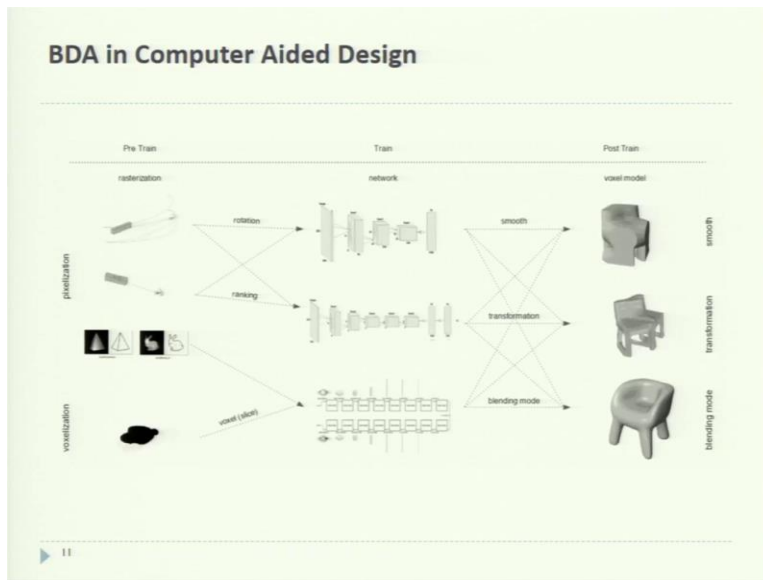 BDA in Computer Aided Design
Pre Train
Train
Post Train
rasterization
network
voxel model
rotation
smooth
smooth
pixelization
ranking
transformation
transformation
voxelization
voxel (slice)
blending mode
blending mode
11